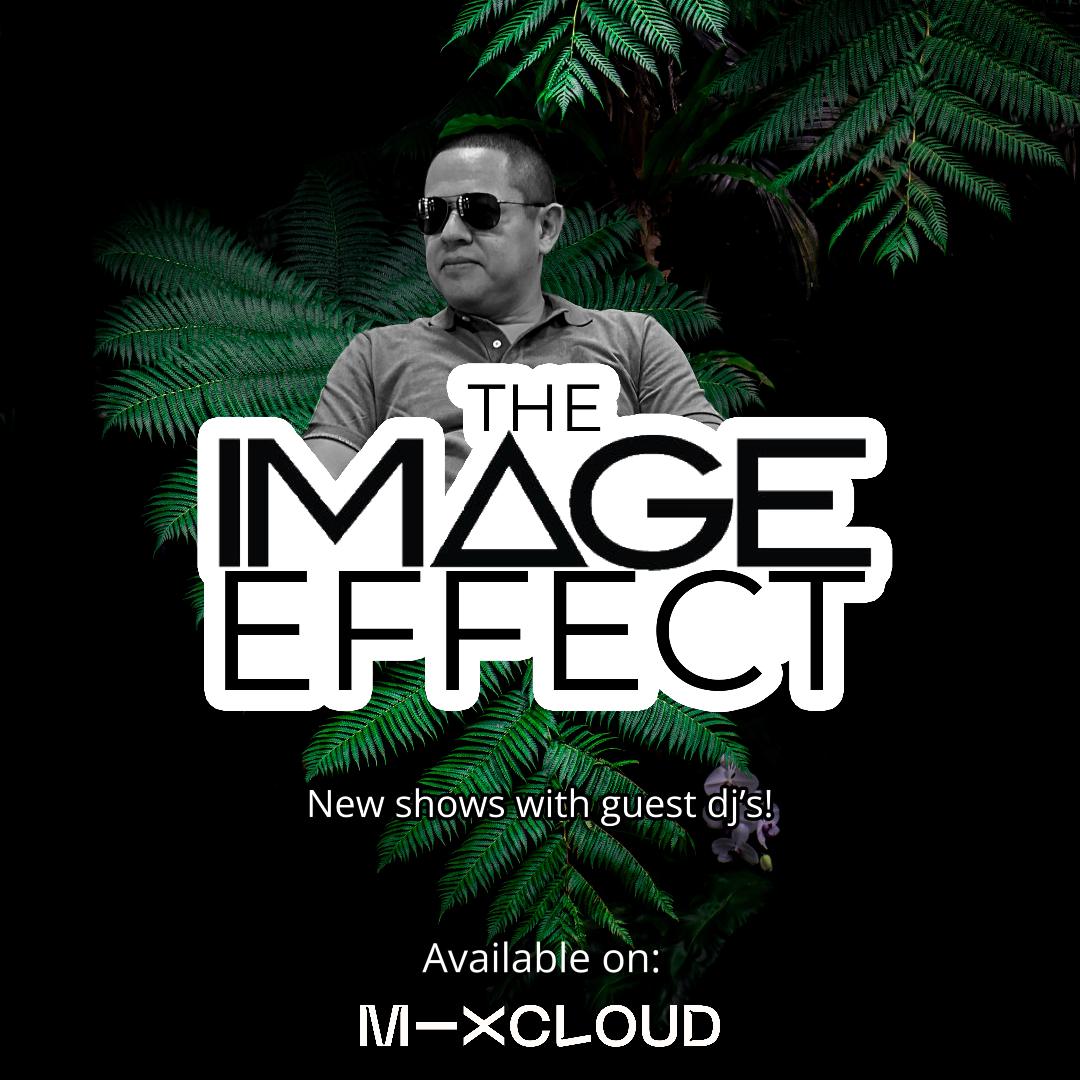 THE
IMAGE
EFFECT
New shows with guest dj's!
Available on:
MIXCLOUD